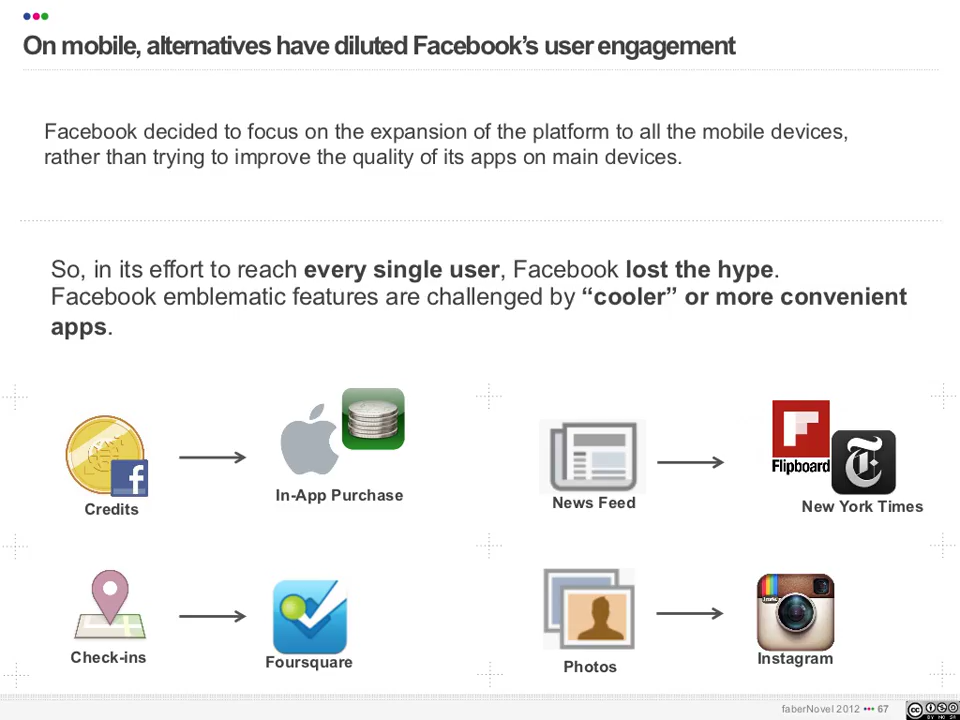 On mobile, alternatives have diluted Facebook’s user engagement
Facebook decided to focus on the expansion of the platform to all the mobile devices,
rather than trying to improve the quality of its apps on main devices.
So, in its effort to reach every single user, Facebook lost the hype.
Facebook emblematic features are challenged by “cooler” or more convenient
apps.
Credits
In-App Purchase
News Feed
Flipboard
New York Times
Check-ins
Foursquare
Photos
Instagram
faberNovel 2012 ••• 67